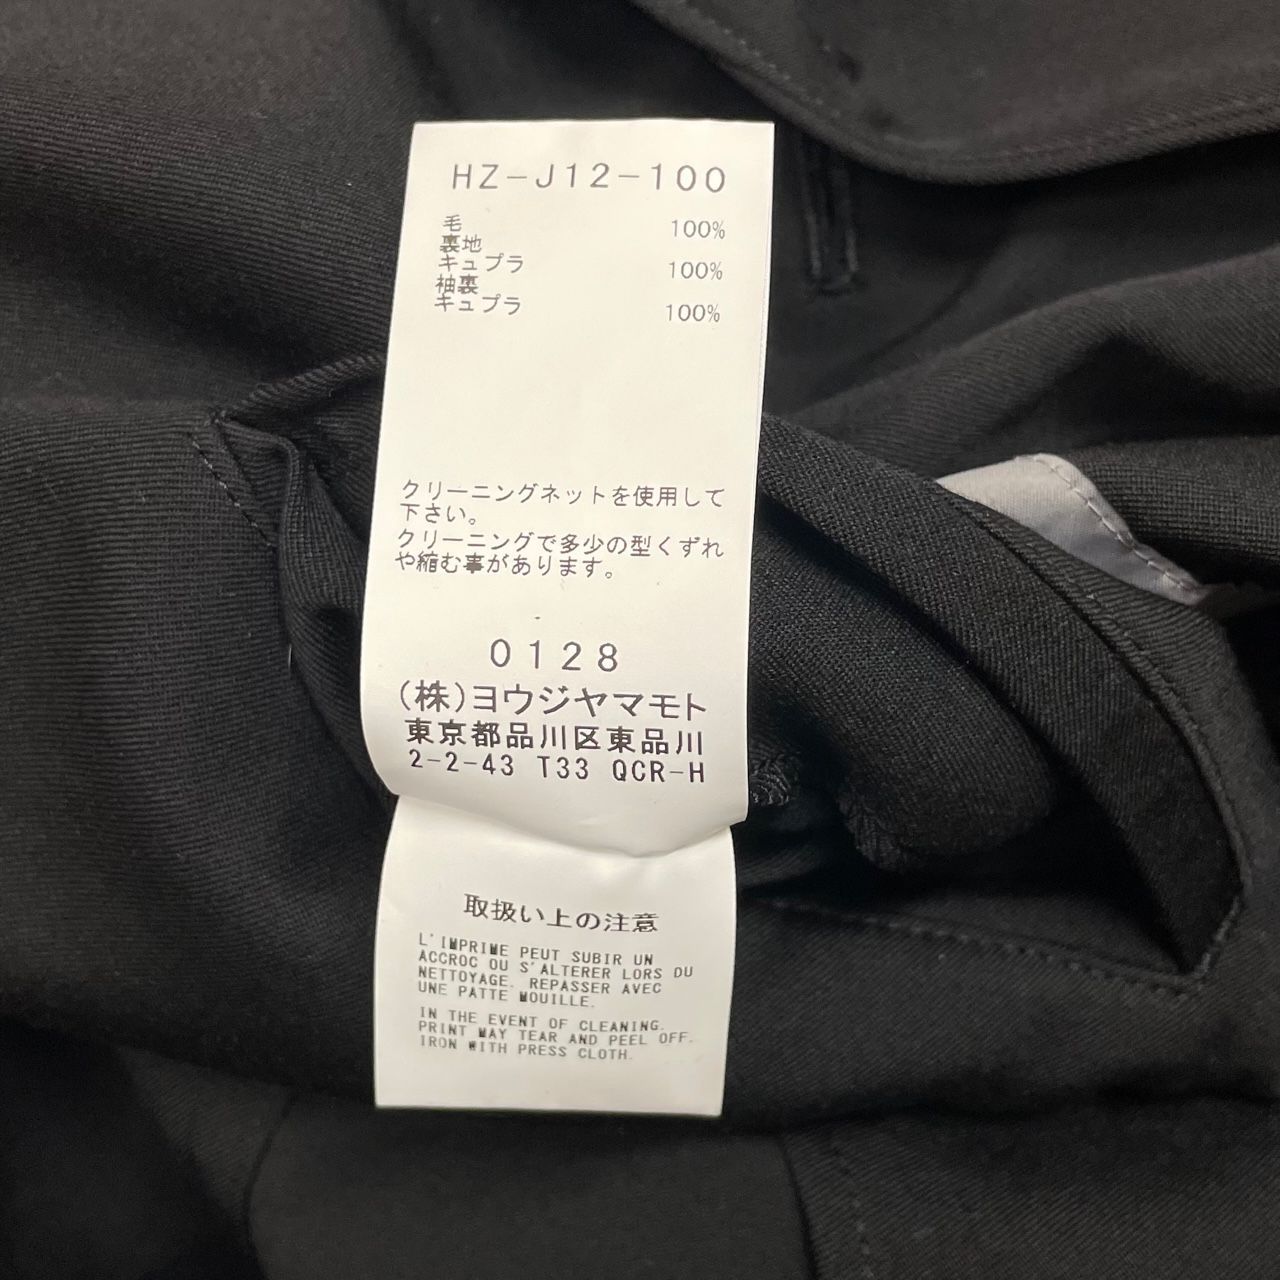 HZ-J12-100
毛 100%
裏地
キュプラ 100%
袖裏
キュプラ 100%
クリーニングネットを使用して
下さい。
クリーニングで多少の型くずれ
や縮む事があります。
0128
(株)ヨウジヤマモト
東京都品川区東品川
2-2-43 T33 QCR-H
取扱い上の注意
L'IMPRIME PEUT SUBIR UN
ACCROC OU S'ALTERER LORS DU
NETTOYAGE. REPASSER AVEC
UNE PATTE MOUILLE.
IN THE EVENT OF CLEANING.
PRINT MAY TEAR AND PEEL OFF.
IRON WITH PRESS CLOTH.